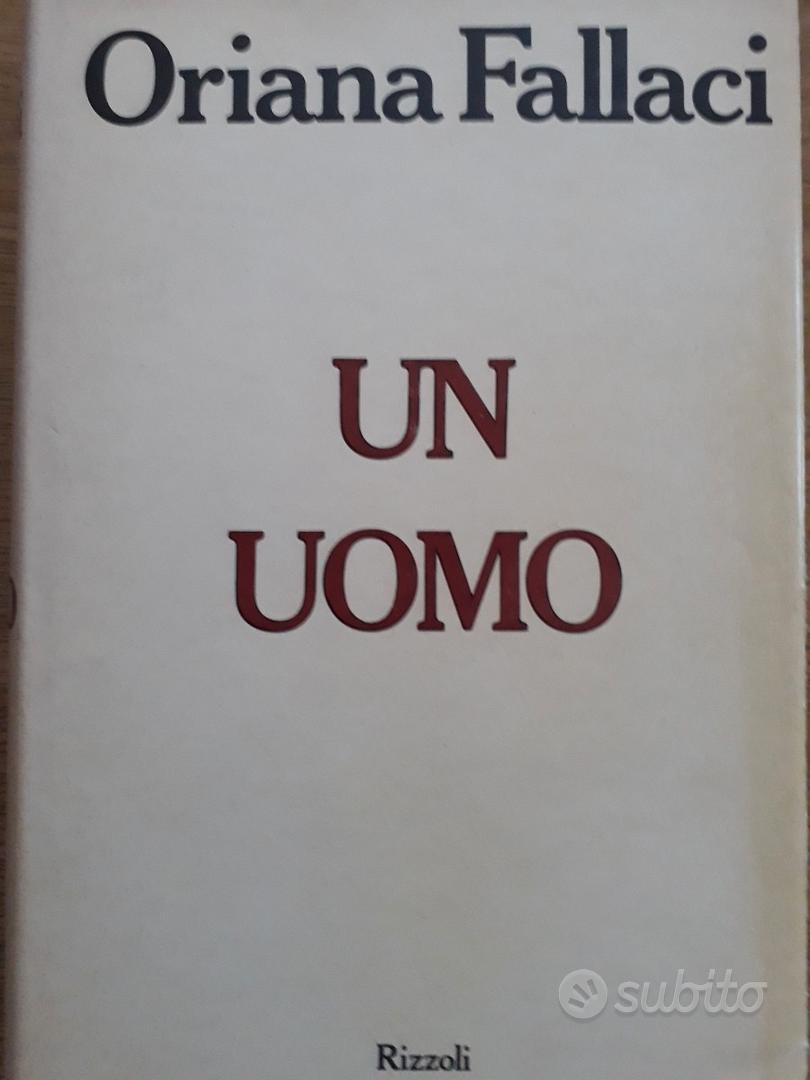 Oriana Fallaci
UN
UOMO
subito
Rizzoli